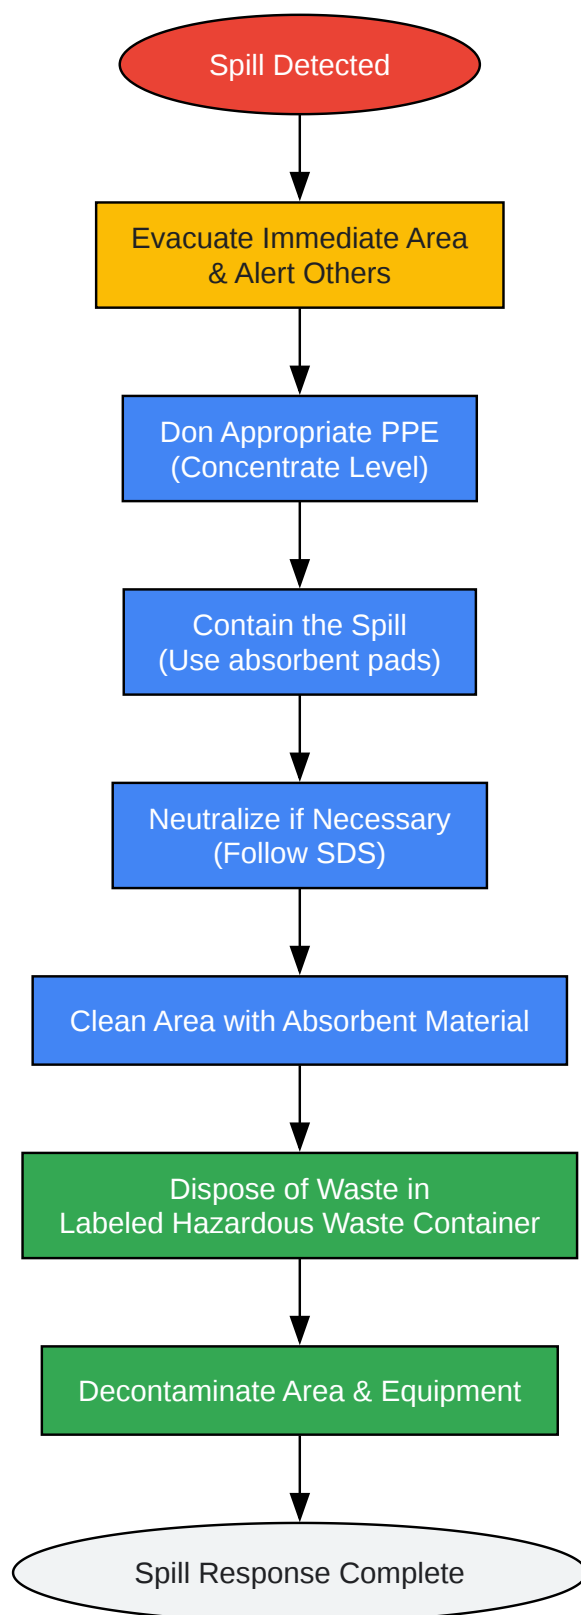 Spill Detected
Evacuate Immediate Area
& Alert Others
Don Appropriate PPE
(Concentrate Level)
Contain the Spill
(Use absorbent pads)
Neutralize if Necessary
(Follow SDS)
Clean Area with Absorbent Material
Dispose of Waste in
Labeled Hazardous Waste Container
Decontaminate Area & Equipment
Spill Response Complete